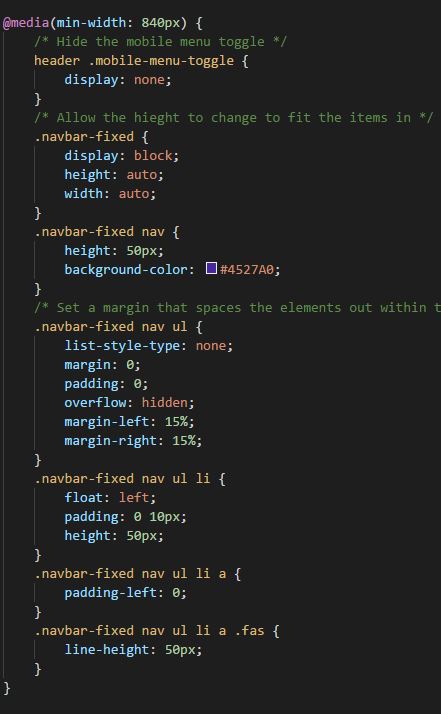 @media(min-width: 840px) {
    /* Hide the mobile menu toggle */
    header .mobile-menu-toggle {
        display: none;
    }
    /* Allow the hieght to change to fit the items in */
    .navbar-fixed {
        display: block;
        height: auto;
        width: auto;
    }
    .navbar-fixed nav {
        height: 50px;
        background-color: #4527A0;
    }
    /* Set a margin that spaces the elements out within t
    .navbar-fixed nav ul {
        list-style-type: none;
        margin: 0;
        padding: 0;
        overflow: hidden;
        margin-left: 15%;
        margin-right: 15%;
    }
    .navbar-fixed nav ul li {
        float: left;
        padding: 0 10px;
        height: 50px;
    }
    .navbar-fixed nav ul li a {
        padding-left: 0;
    }
    .navbar-fixed nav ul li a .fas {
        line-height: 50px;
    }
}